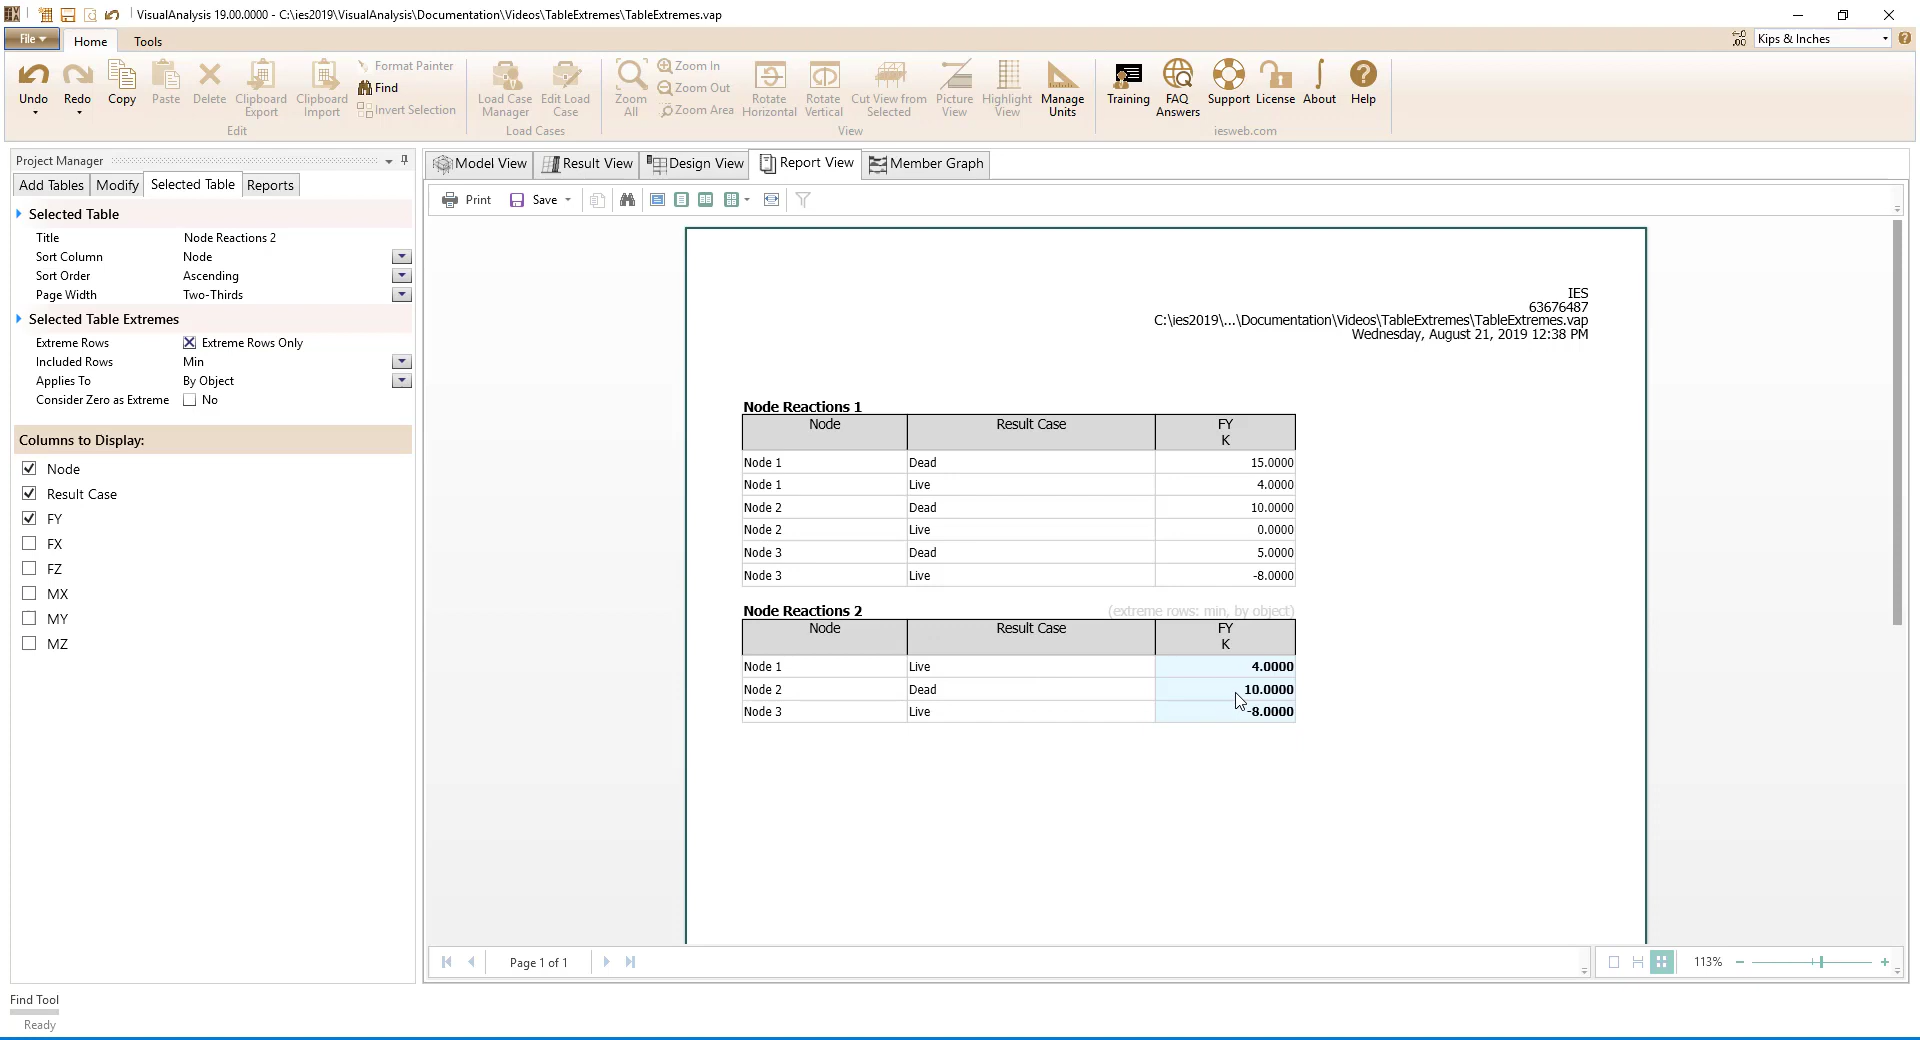 VisualAnalysis 19.00.0000 - C:\ies2019\VisualAnalysis\Documentation\Videos\TableExtremes\TableExtremes.vap
File Home Tools Kips & Inches
Undo Redo Copy Paste Delete Clipboard Export Clipboard Import Format Painter Find Invert Selection
Edit
Load Case Manager Edit Load Case
Load Cases
Zoom All Zoom In Zoom Out Zoom Area Rotate Horizontal Rotate Vertical Cut View from Selected Picture View Highlight View Manage Units
View
Training FAQ Answers Support License About Help
iesweb.com
Project Manager
Add Tables Modify Selected Table Reports
Selected Table
Title Node Reactions 2
Sort Column Node
Sort Order Ascending
Page Width Two-Thirds
Selected Table Extremes
Extreme Rows Extreme Rows Only
Included Rows Min
Applies To By Object
Consider Zero as Extreme No
Columns to Display:
Node
Result Case
FY
FX
FZ
MX
MY
MZ
Model View Result View Design View Report View Member Graph
Print Save
IES
63676487
C:\ies2019\...\Documentation\Videos\TableExtremes\TableExtremes.vap
Wednesday, August 21, 2019 12:38 PM
Node Reactions 1
Node Result Case FY
K
Node 1 Dead 15.0000
Node 1 Live 4.0000
Node 2 Dead 10.0000
Node 2 Live 0.0000
Node 3 Dead 5.0000
Node 3 Live -8.0000
Node Reactions 2 (extreme rows: min, by object)
Node Result Case FY
K
Node 1 Live 4.0000
Node 2 Dead 10.0000
Node 3 Live -8.0000
Page 1 of 1 113%
Find Tool
Ready